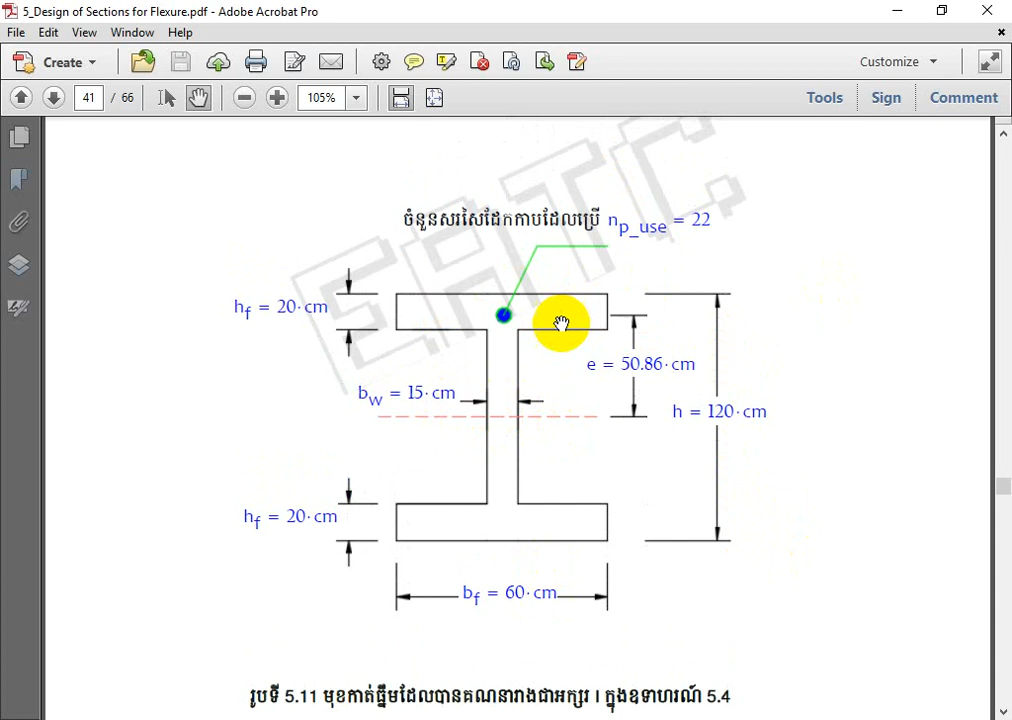 5_Design of Sections for Flexure.pdf - Adobe Acrobat Pro
File Edit View Window Help
Create Customize
41 / 66 105% Tools Sign Comment
EATC
ចំនួនសរសៃដែកកាបដែលប្រើ n_p_use = 22
h_f = 20·cm
e = 50.86·cm
b_w = 15·cm
h = 120·cm
h_f = 20·cm
b_f = 60·cm
រូបទី 5.11 មុខកាត់ធ្នឹមដែលបានគណនារាងជាអក្សរ I ក្នុងឧទាហរណ៍ 5.4